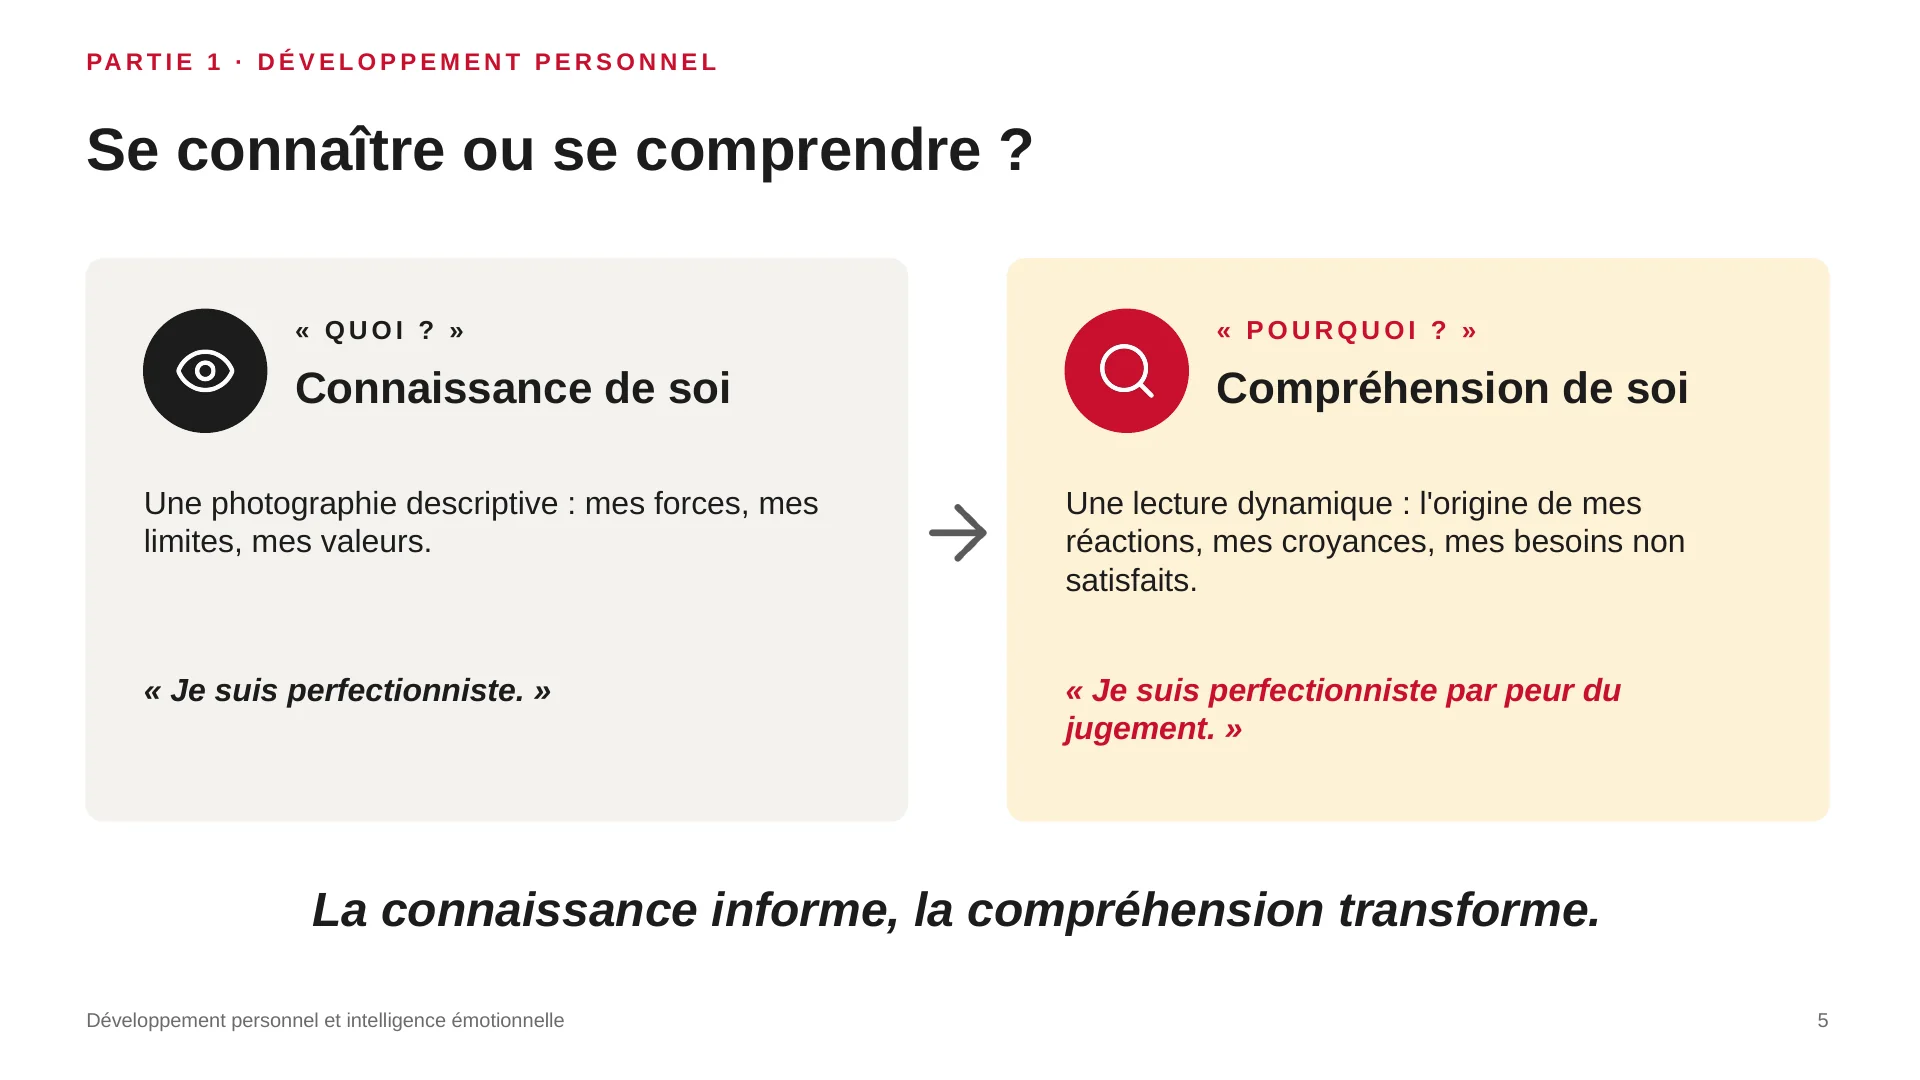 PARTIE 1 · DÉVELOPPEMENT PERSONNEL
Se connaître ou se comprendre ?
« QUOI ? »
Connaissance de soi
Une photographie descriptive : mes forces, mes
limites, mes valeurs.
« Je suis perfectionniste. »
« POURQUOI ? »
Compréhension de soi
Une lecture dynamique : l'origine de mes
réactions, mes croyances, mes besoins non
satisfaits.
« Je suis perfectionniste par peur du
jugement. »
La connaissance informe, la compréhension transforme.
Développement personnel et intelligence émotionnelle
5